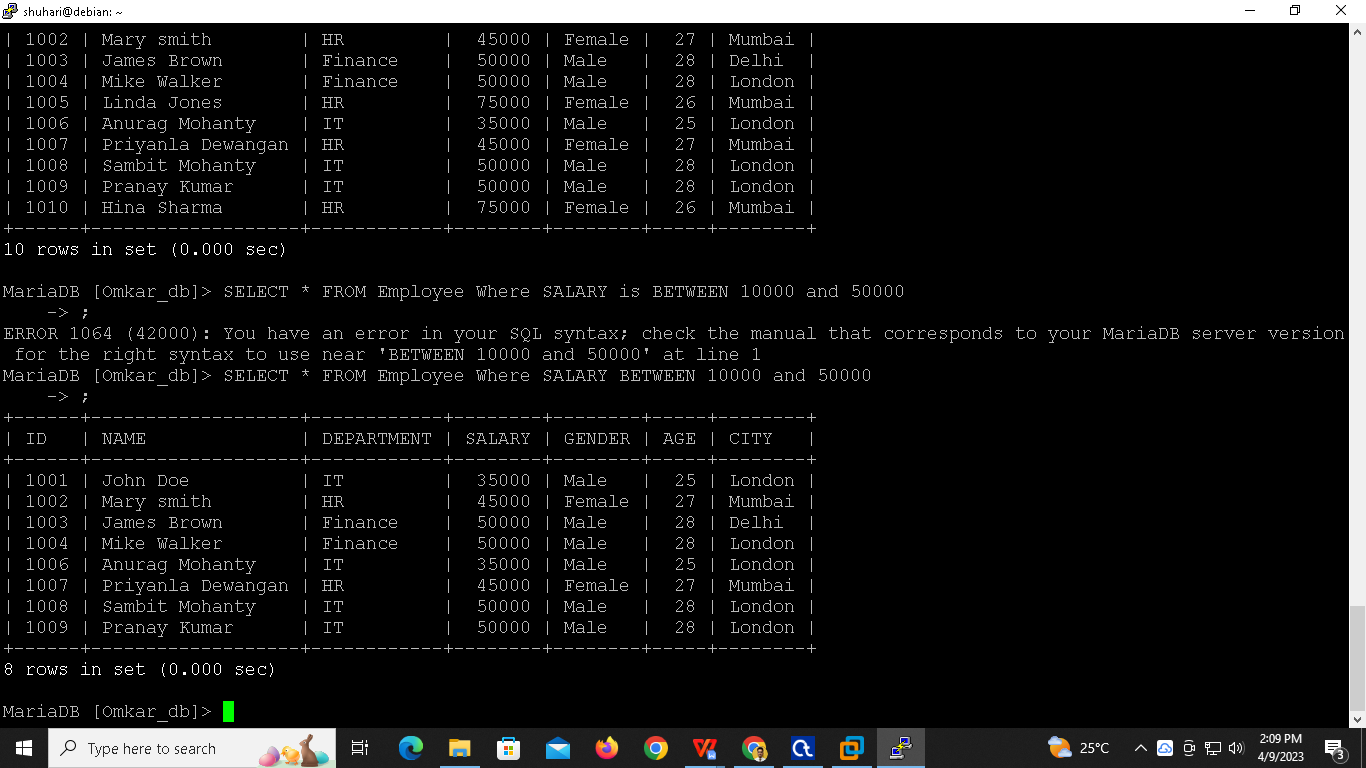 shuhari@debian: ~
| 1002 | Mary smith         | HR          |  45000 | Female |  27 | Mumbai |
| 1003 | James Brown        | Finance     |  50000 | Male   |  28 | Delhi  |
| 1004 | Mike Walker        | Finance     |  50000 | Male   |  28 | London |
| 1005 | Linda Jones        | HR          |  75000 | Female |  26 | Mumbai |
| 1006 | Anurag Mohanty     | IT          |  35000 | Male   |  25 | London |
| 1007 | Priyanla Dewangan | HR          |  45000 | Female |  27 | Mumbai |
| 1008 | Sambit Mohanty     | IT          |  50000 | Male   |  28 | London |
| 1009 | Pranay Kumar       | IT          |  50000 | Male   |  28 | London |
| 1010 | Hina Sharma        | HR          |  75000 | Female |  26 | Mumbai |
+------+-------------------+------------+--------+--------+-----+--------+
10 rows in set (0.000 sec)
MariaDB [Omkar_db]> SELECT * FROM Employee Where SALARY is BETWEEN 10000 and 50000
    -> ;
ERROR 1064 (42000): You have an error in your SQL syntax; check the manual that corresponds to your MariaDB server version
 for the right syntax to use near 'BETWEEN 10000 and 50000' at line 1
MariaDB [Omkar_db]> SELECT * FROM Employee Where SALARY BETWEEN 10000 and 50000
    -> ;
+------+-------------------+------------+--------+--------+-----+--------+
| ID   | NAME              | DEPARTMENT | SALARY | GENDER | AGE | CITY   |
+------+-------------------+------------+--------+--------+-----+--------+
| 1001 | John Doe          | IT         |  35000 | Male   |  25 | London |
| 1002 | Mary smith        | HR         |  45000 | Female |  27 | Mumbai |
| 1003 | James Brown       | Finance    |  50000 | Male   |  28 | Delhi  |
| 1004 | Mike Walker       | Finance    |  50000 | Male   |  28 | London |
| 1006 | Anurag Mohanty    | IT         |  35000 | Male   |  25 | London |
| 1007 | Priyanla Dewangan | HR         |  45000 | Female |  27 | Mumbai |
| 1008 | Sambit Mohanty    | IT         |  50000 | Male   |  28 | London |
| 1009 | Pranay Kumar      | IT         |  50000 | Male   |  28 | London |
+------+-------------------+------------+--------+--------+-----+--------+
8 rows in set (0.000 sec)
MariaDB [Omkar_db]>
Type here to search
25°C
2:09 PM
4/9/2023
3